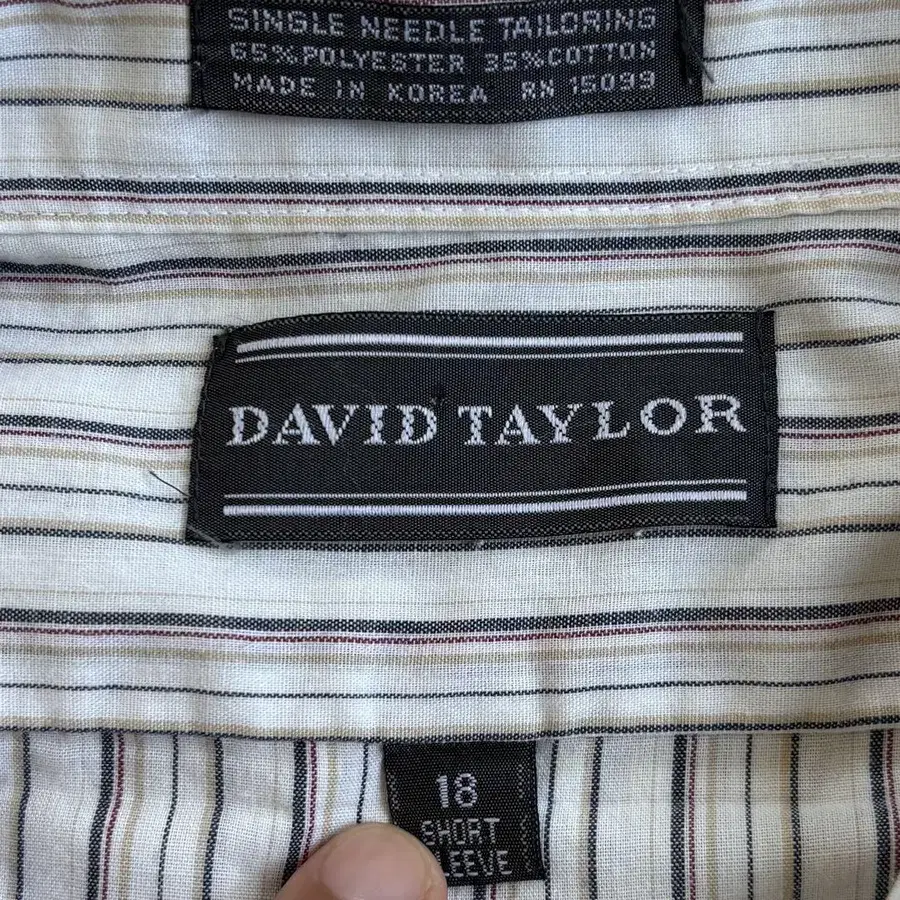 SINGLE NEEDLE TAILORING
65%POLYESTER 35%COTTON
MADE IN KOREA RN 15099
DAVID TAYLOR
18
SHORT
SLEEVE